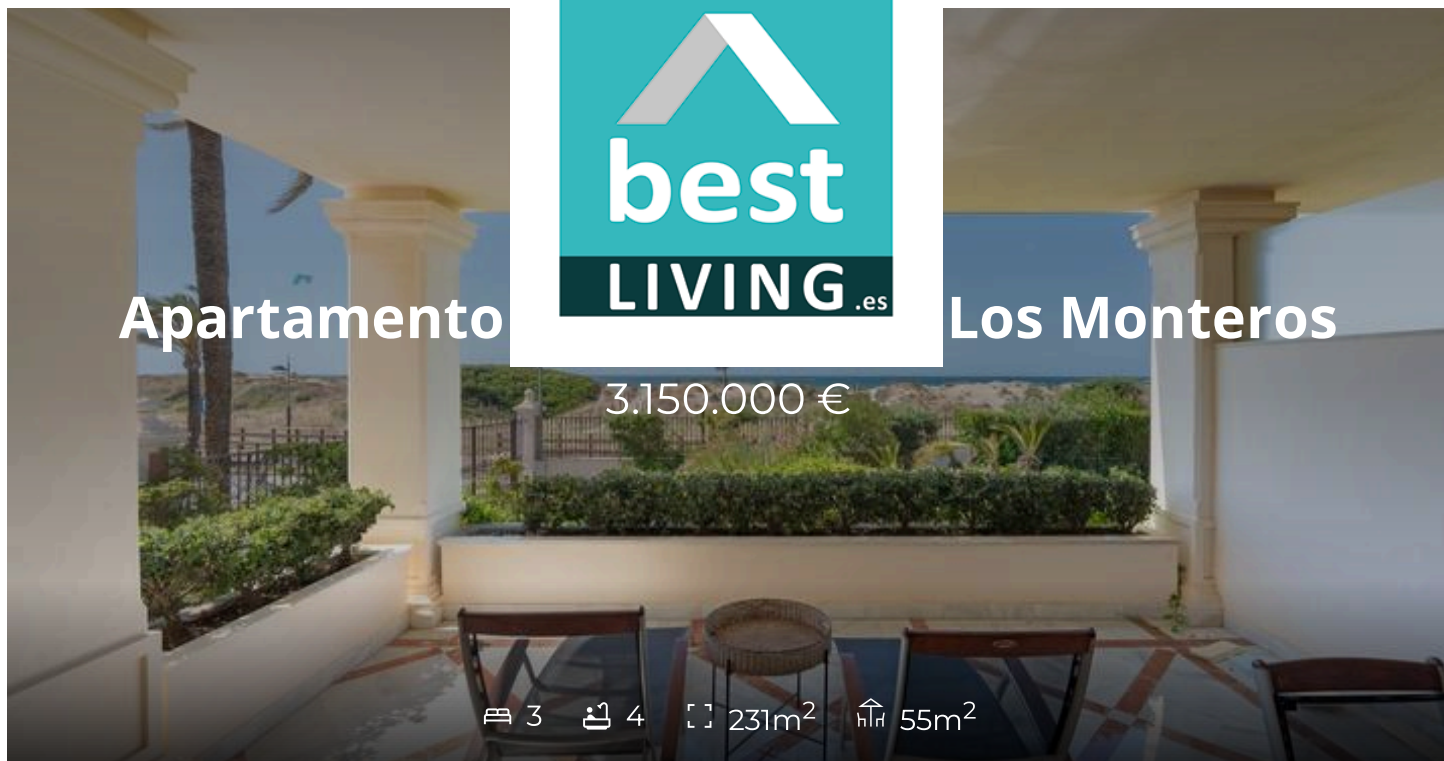 best
LIVING.es
Apartamento Los Monteros
3.150.000 €
3 4 231m² 55m²